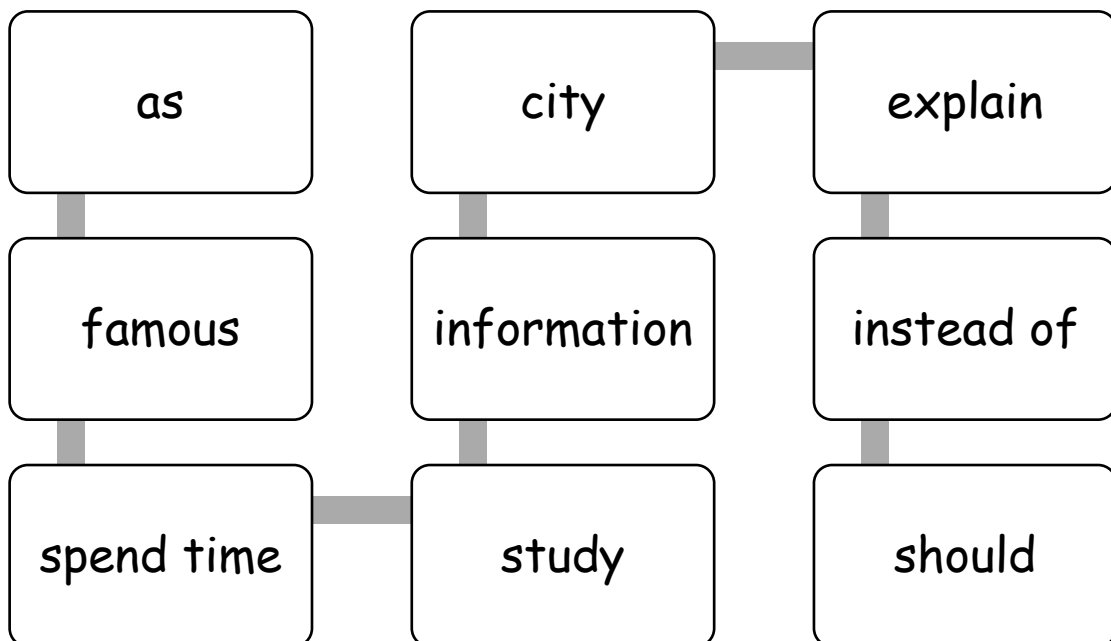 as
famous
spend time
study
information
city
explain
instead of
should